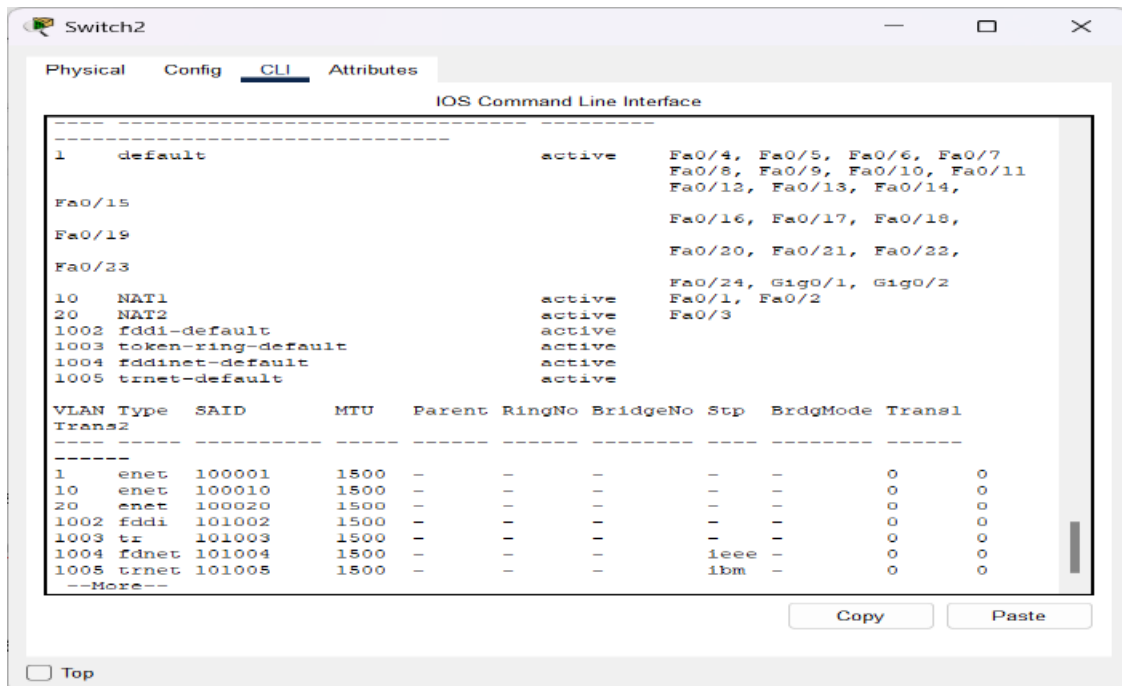 Switch2
Physical Config CLI Attributes
IOS Command Line Interface
---- -------------------------------- ---------
-------------------------------
1 default active Fa0/4, Fa0/5, Fa0/6, Fa0/7
Fa0/8, Fa0/9, Fa0/10, Fa0/11
Fa0/12, Fa0/13, Fa0/14,
Fa0/15
Fa0/16, Fa0/17, Fa0/18,
Fa0/19
Fa0/20, Fa0/21, Fa0/22,
Fa0/23
Fa0/24, Gig0/1, Gig0/2
10 NAT1 active Fa0/1, Fa0/2
20 NAT2 active Fa0/3
1002 fddi-default active
1003 token-ring-default active
1004 fddinet-default active
1005 trnet-default active
VLAN Type SAID MTU Parent RingNo BridgeNo Stp BrdgMode Trans1
Trans2
---- ----- ---------- ----- ------ ------ -------- ---- -------- ------
------
1 enet 100001 1500 - - - - - 0 0
10 enet 100010 1500 - - - - - 0 0
20 enet 100020 1500 - - - - - 0 0
1002 fddi 101002 1500 - - - - - 0 0
1003 tr 101003 1500 - - - - - 0 0
1004 fdnet 101004 1500 - - - ieee - 0 0
1005 trnet 101005 1500 - - - ibm - 0 0
--More--
Copy Paste
Top